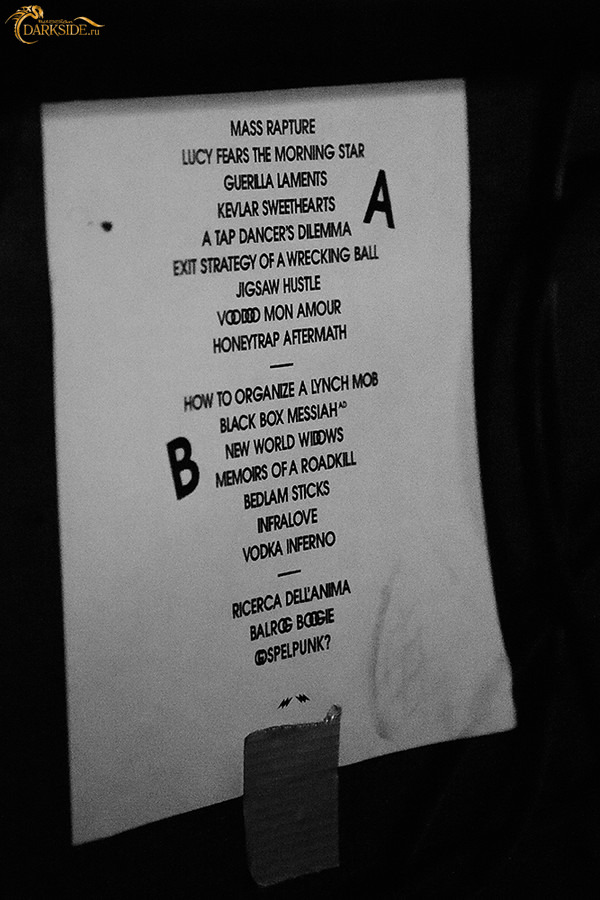 DARKSIDE.ru
MASS RAPTURE
LUCY FEARS THE MORNING STAR
GUERILLA LAMENTS
KEVLAR SWEETHEARTS
A
A TAP DANCER'S DILEMMA
EXIT STRATEGY OF A WRECKING BALL
JIGSAW HUSTLE
VOODOO MON AMOUR
HONEYTRAP AFTERMATH
HOW TO ORGANIZE A LYNCH MOB
BLACK BOX MESSIAH AD
NEW WORLD WIDOWS
B
MEMOIRS OF A ROADKILL
BEDLAM STICKS
INFRALOVE
VODKA INFERNO
RICERCA DELL'ANIMA
BALROG BOOGIE
GOSPELPUNK?